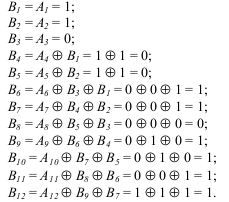 B₁ = A₁ = 1;
B₂ = A₂ = 1;
B₃ = A₃ = 0;
B₄ = A₄ ⊕ B₁ = 1 ⊕ 1 = 0;
B₅ = A₅ ⊕ B₂ = 1 ⊕ 1 = 0;
B₆ = A₆ ⊕ B₃ ⊕ B₁ = 0 ⊕ 0 ⊕ 1 = 1;
B₇ = A₇ ⊕ B₄ ⊕ B₂ = 0 ⊕ 0 ⊕ 1 = 1;
B₈ = A₈ ⊕ B₅ ⊕ B₃ = 0 ⊕ 0 ⊕ 0 = 0;
B₉ = A₉ ⊕ B₆ ⊕ B₄ = 0 ⊕ 1 ⊕ 0 = 1;
B₁₀ = A₁₀ ⊕ B₇ ⊕ B₅ = 0 ⊕ 1 ⊕ 0 = 1;
B₁₁ = A₁₁ ⊕ B₈ ⊕ B₆ = 0 ⊕ 0 ⊕ 1 = 1;
B₁₂ = A₁₂ ⊕ B₉ ⊕ B₇ = 1 ⊕ 1 ⊕ 1 = 1.